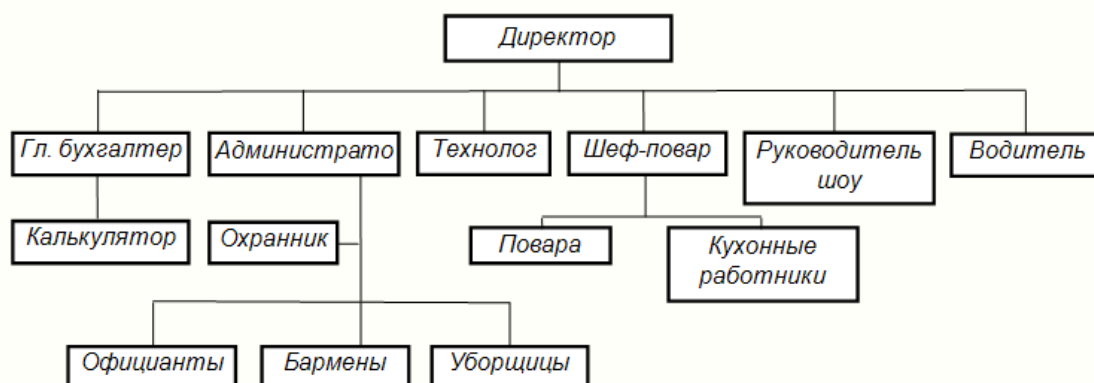 Директор
Гл. бухгалтер
Администрато
Технолог
Шеф-повар
Руководитель
шоу
Водитель
Калькулятор
Охранник
Повара
Кухонные
работники
Официанты
Бармены
Уборщицы